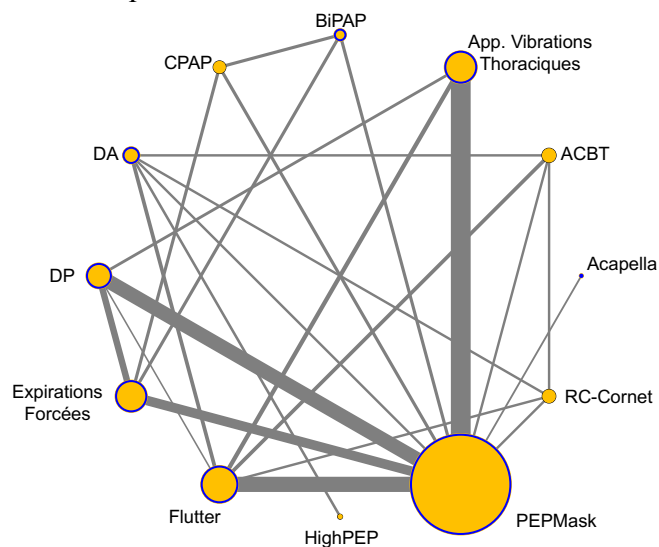 BiPAP
App. Vibrations
Thoraciques
CPAP
DA
ACBT
Acapella
DP
Expirations
Forcées
RC-Cornet
Flutter
HighPEP
PEPMask